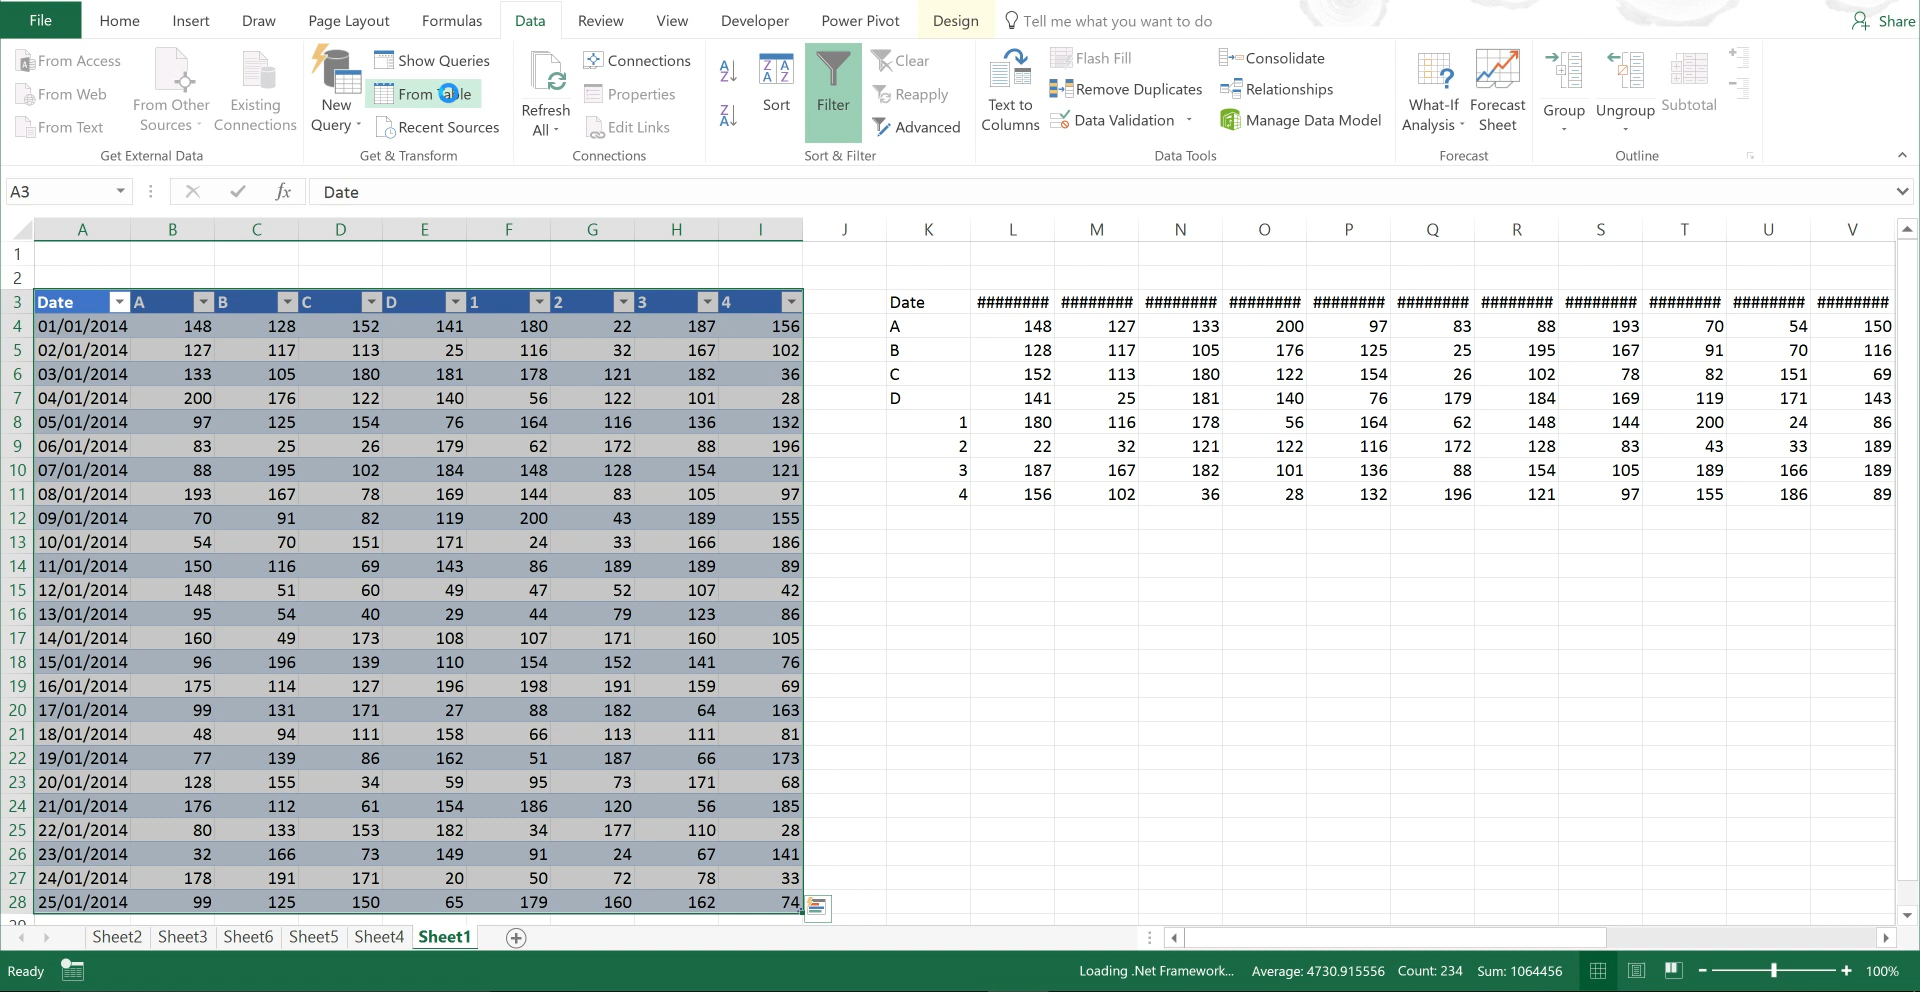 File Home Insert Draw Page Layout Formulas Data Review View Developer Power Pivot Design Tell me what you want to do Share
From Access
From Web
From Text
From Other Sources
Existing Connections
Get External Data
New Query
Show Queries
From Table
Recent Sources
Get & Transform
Refresh All
Connections
Properties
Edit Links
Connections
Sort
Filter
Clear
Reapply
Advanced
Sort & Filter
Text to Columns
Flash Fill
Remove Duplicates
Data Validation
Consolidate
Relationships
Manage Data Model
Data Tools
What-If Analysis
Forecast Sheet
Forecast
Group
Ungroup
Subtotal
Outline
A3 fx Date
A B C D E F G H I J K L M N O P Q R S T U V
1
2
3 Date A B C D 1 2 3 4 Date ######## ######## ######## ######## ######## ######## ######## ######## ######## ######## ########
4 01/01/2014 148 128 152 141 180 22 187 156 A 148 127 133 200 97 83 88 193 70 54 150
5 02/01/2014 127 117 113 25 116 32 167 102 B 128 117 105 176 125 25 195 167 91 70 116
6 03/01/2014 133 105 180 181 178 121 182 36 C 152 113 180 122 154 26 102 78 82 151 69
7 04/01/2014 200 176 122 140 56 122 101 28 D 141 25 181 140 76 179 184 169 119 171 143
8 05/01/2014 97 125 154 76 164 116 136 132 1 180 116 178 56 164 62 148 144 200 24 86
9 06/01/2014 83 25 26 179 62 172 88 196 2 22 32 121 122 116 172 128 83 43 33 189
10 07/01/2014 88 195 102 184 148 128 154 121 3 187 167 182 101 136 88 154 105 189 166 189
11 08/01/2014 193 167 78 169 144 83 105 97 4 156 102 36 28 132 196 121 97 155 186 89
12 09/01/2014 70 91 82 119 200 43 189 155
13 10/01/2014 54 70 151 171 24 33 166 186
14 11/01/2014 150 116 69 143 86 189 189 89
15 12/01/2014 148 51 60 49 47 52 107 42
16 13/01/2014 95 54 40 29 44 79 123 86
17 14/01/2014 160 49 173 108 107 171 160 105
18 15/01/2014 96 196 139 110 154 152 141 76
19 16/01/2014 175 114 127 196 198 191 159 69
20 17/01/2014 99 131 171 27 88 182 64 163
21 18/01/2014 48 94 111 158 66 113 111 81
22 19/01/2014 77 139 86 162 51 187 66 173
23 20/01/2014 128 155 34 59 95 73 171 68
24 21/01/2014 176 112 61 154 186 120 56 185
25 22/01/2014 80 133 153 182 34 177 110 28
26 23/01/2014 32 166 73 149 91 24 67 141
27 24/01/2014 178 191 171 20 50 72 78 33
28 25/01/2014 99 125 150 65 179 160 162 74
Sheet2 Sheet3 Sheet6 Sheet5 Sheet4 Sheet1
Ready Loading .Net Framework... Average: 4730.915556 Count: 234 Sum: 1064456 100%